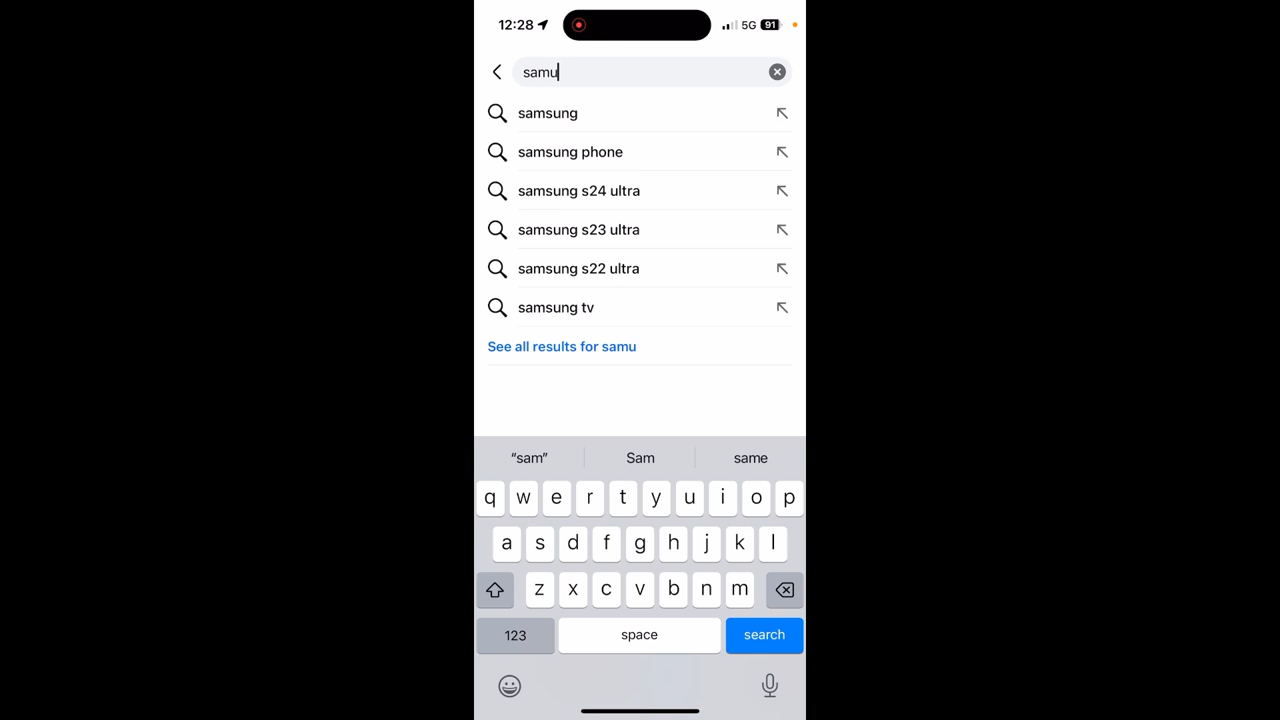 12:28 5G 91
samu
samsung
samsung phone
samsung s24 ultra
samsung s23 ultra
samsung s22 ultra
samsung tv
See all results for samu
“sam” Sam same
q w e r t y u i o p
a s d f g h j k l
z x c v b n m
123 space search